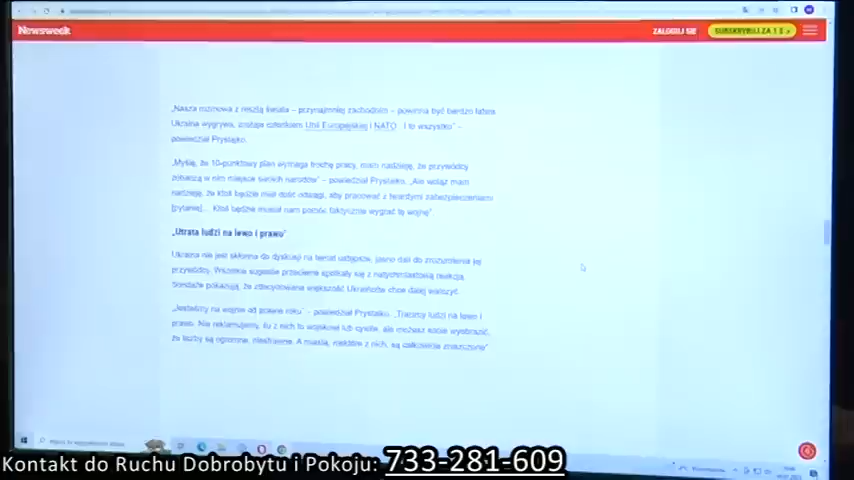 Newsweek
ZALOGUJ SIĘ
SUBSKRYBUJ ZA 1 $ >
„Nasza rozmowa z resztą świata – przynajmniej zachodnim – powinna być bardzo łatwa
Ukraina wygrywa, zostaje członkiem Unii Europejskiej i NATO i to wszystko” –
powiedział Prystajko.
„Myślę, że 10-punktowy plan wymaga trochę pracy, mam nadzieję, że przywódcy
zobaczą w nim miejsce swoich narodów” – powiedział Prystajko. „Ale wciąż mam
nadzieję, że ktoś będzie miał dość odwagi, aby pracować z twardymi zabezpieczeniami
[pytanie]... Ktoś będzie musiał nam pomóc faktycznie wygrać tę wojnę”.
„Utrata ludzi na lewo i prawo”
Ukraina nie jest skłonna do dyskusji na temat ustępstw, jasno dali do zrozumienia jej
przywódcy. Wszelkie sugestie przeciwne spotkały się z natychmiastową reakcją.
Sondaże pokazują, że zdecydowana większość Ukraińców chce dalej walczyć.
„Jesteśmy na wojnie od ponad roku” – powiedział Prystajko. „Tracimy ludzi na lewo i
prawo. Nie reklamujemy, ilu z nich to wojskowi lub cywile, ale możesz sobie wyobrazić,
że liczby są ogromne, niestrawne. A miasta, niektóre z nich, są całkowicie zniszczone”
Kontakt do Ruchu Dobrobytu i Pokoju: 733-281-609